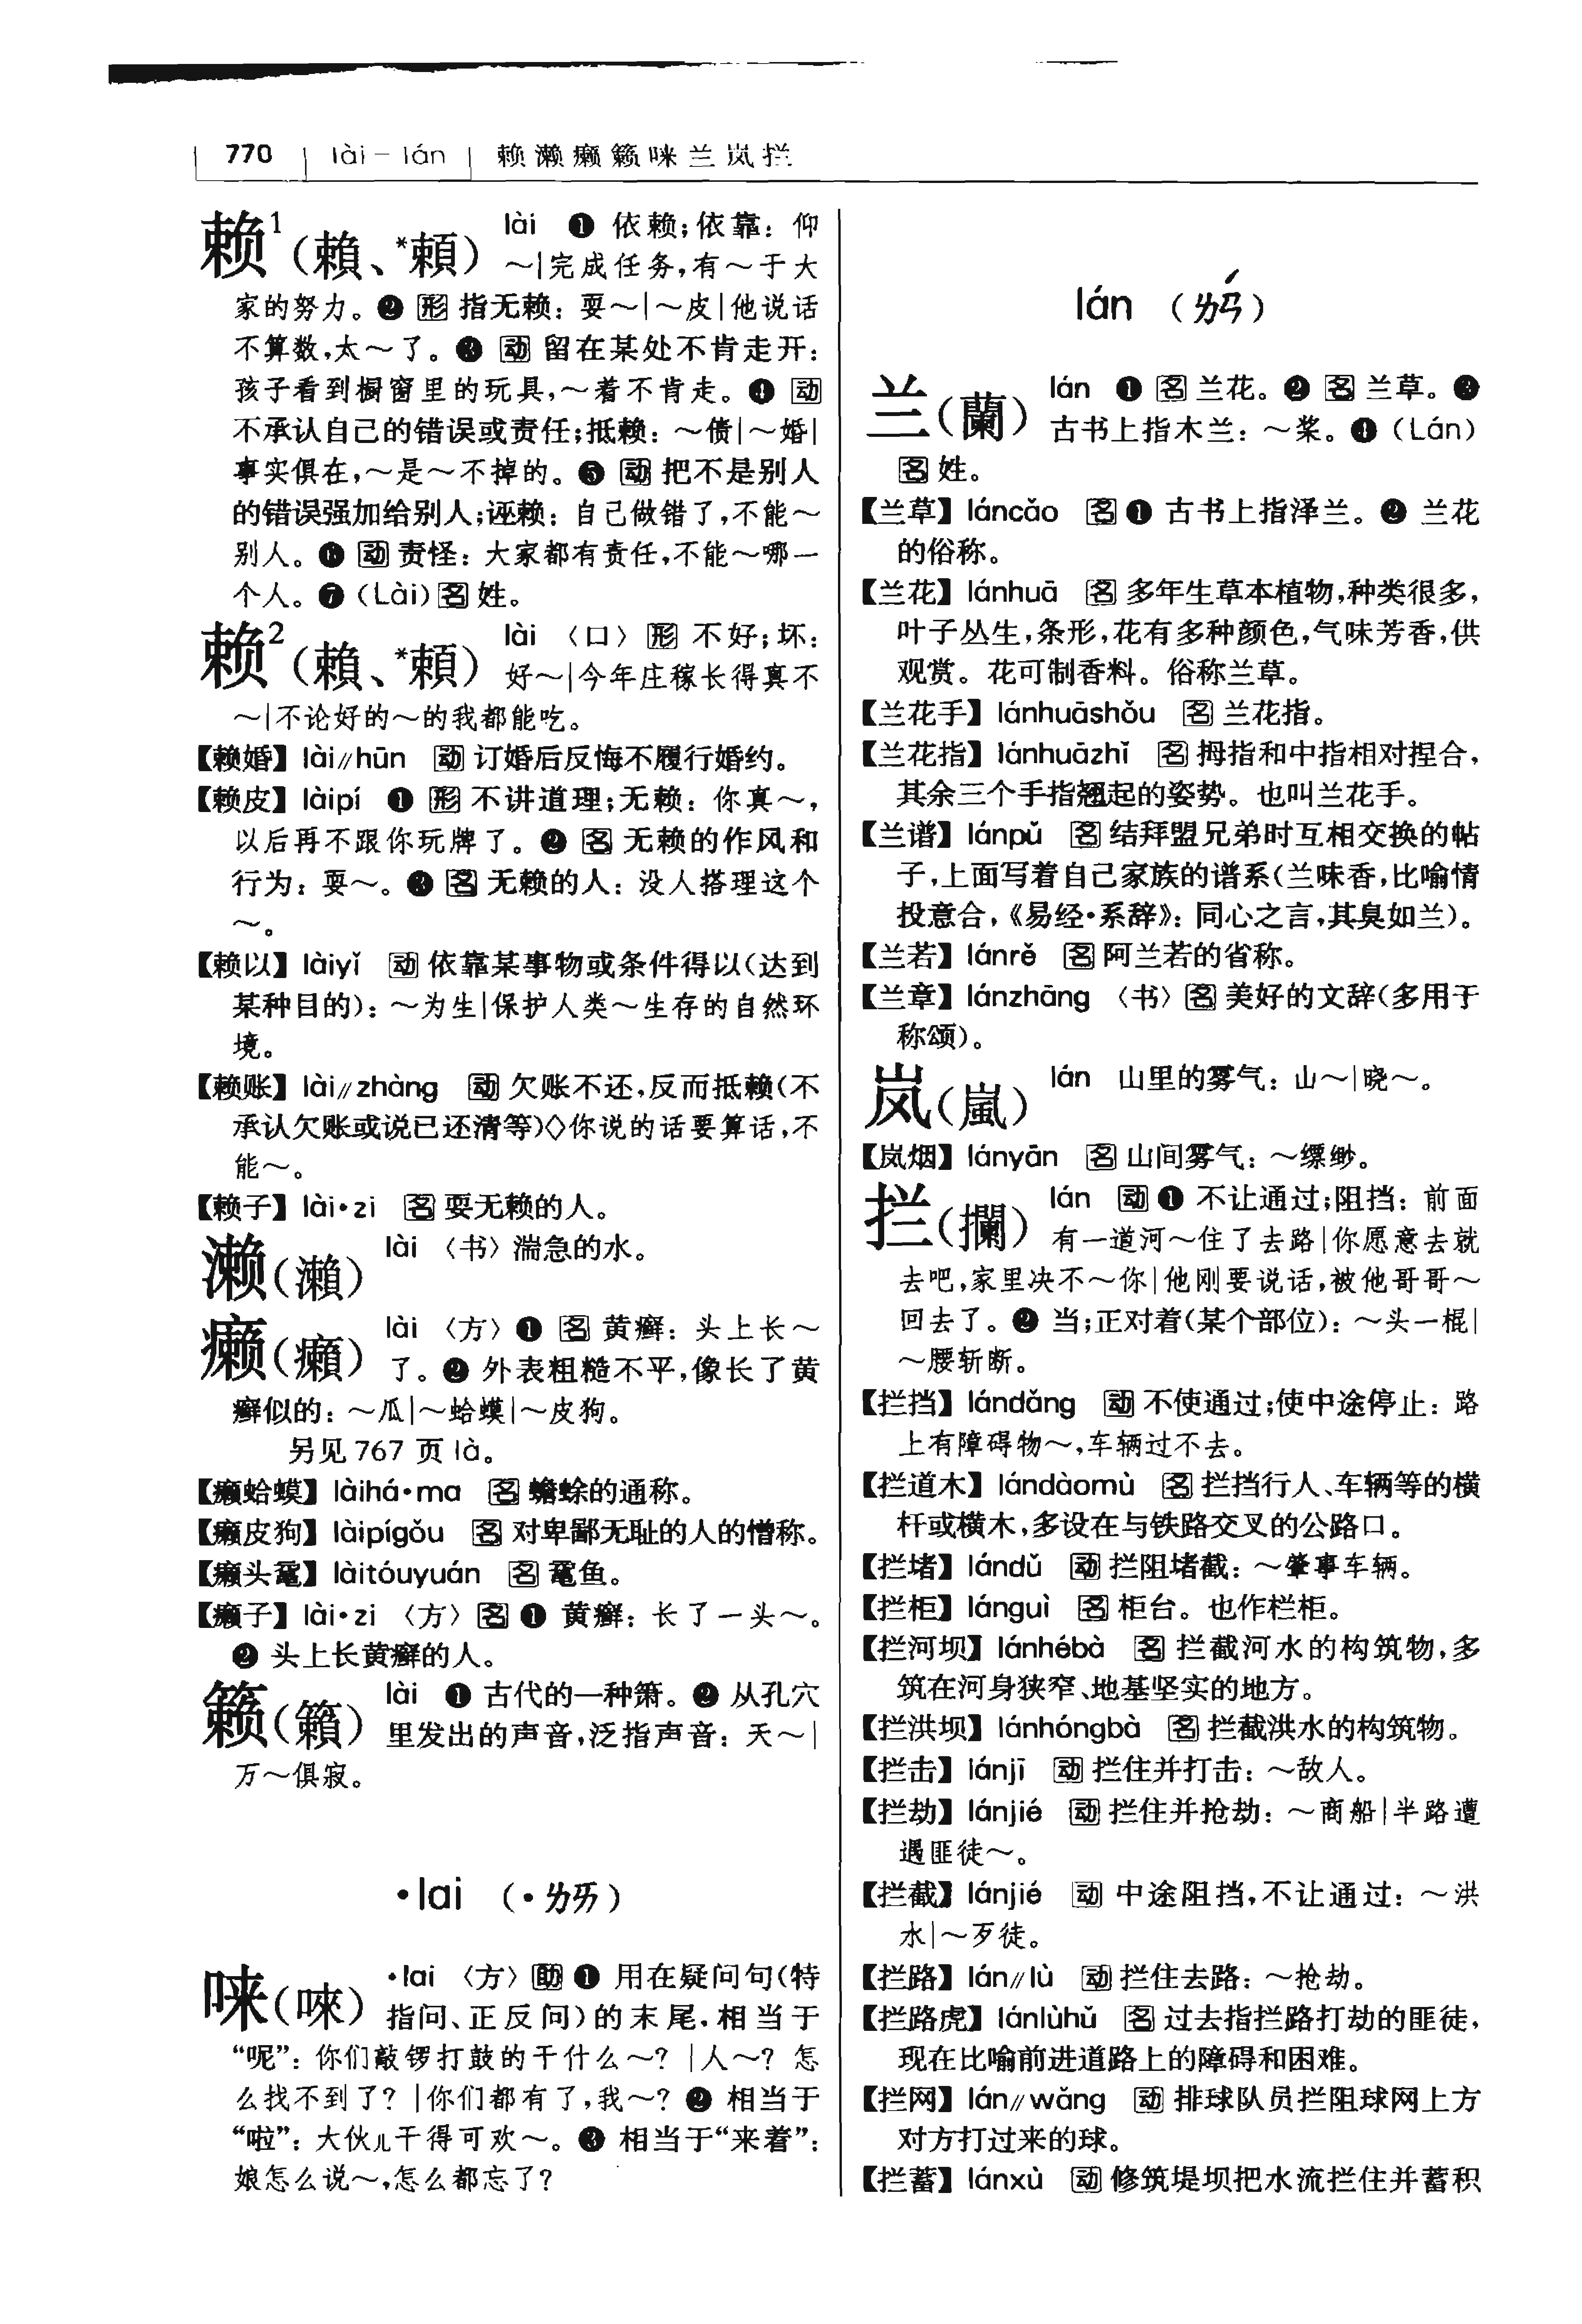 770 lài－lán 赖濑癞籁唻兰岚拦
赖¹(賴、*頼) lài ❶ 依赖;依靠：仰
～|完成任务,有～于大
家的努力。❷ 形 指无赖：耍～|～皮|他说话
不算数,太～了。❸ 动 留在某处不肯走开：
孩子看到橱窗里的玩具,～着不肯走。❹ 动
不承认自己的错误或责任;抵赖：～债|～婚|
事实俱在,～是～不掉的。❺ 动 把不是别人
的错误强加给别人;诬赖：自己做错了,不能～
别人。❻ 动 责怪：大家都有责任,不能～哪一
个人。❼（Lài）名 姓。
赖²(賴、*頼) lài 〈口〉形 不好;坏：
好～|今年庄稼长得真不
～|不论好的～的我都能吃。
【赖婚】lài//hūn 动 订婚后反悔不履行婚约。
【赖皮】làipí ❶ 形 不讲道理;无赖：你真～,
以后再不跟你玩牌了。❷ 名 无赖的作风和
行为：耍～。❸ 名 无赖的人：没人搭理这个
～。
【赖以】làiyǐ 动 依靠某事物或条件得以(达到
某种目的)：～为生|保护人类～生存的自然环
境。
【赖账】lài//zhàng 动 欠账不还,反而抵赖(不
承认欠账或说已还清等)◇你说的话要算话,不
能～。
【赖子】lài·zi 名 耍无赖的人。
濑(瀨) lài 〈书〉湍急的水。
癞(癩) lài 〈方〉❶ 名 黄癣：头上长～
了。❷ 外表粗糙不平,像长了黄
癣似的：～瓜|～蛤蟆|～皮狗。
另见 767 页 là。
【癞蛤蟆】làihá·ma 名 蟾蜍的通称。
【癞皮狗】làipígǒu 名 对卑鄙无耻的人的憎称。
【癞头鼋】làitóuyuán 名 鼋鱼。
【癞子】lài·zi 〈方〉名 ❶ 黄癣：长了一头～。
❷ 头上长黄癣的人。
籁(籟) lài ❶ 古代的一种箫。❷ 从孔穴
里发出的声音,泛指声音：天～|
万～俱寂。
·lai （·ㄌㄞ）
唻(唻) ·lai 〈方〉助 ❶ 用在疑问句(特
指问、正反问)的末尾,相当于
“呢”：你们敲锣打鼓的干什么～？|人～？怎
么找不到了？|你们都有了,我～？❷ 相当于
“啦”：大伙儿干得可欢～。❸ 相当于“来着”：
娘怎么说～,怎么都忘了？
lán （ㄌㄢˊ）
兰(蘭) lán ❶ 名 兰花。❷ 名 兰草。❸
古书上指木兰：～桨。❹（Lán）
名 姓。
【兰草】láncǎo 名 ❶ 古书上指泽兰。❷ 兰花
的俗称。
【兰花】lánhuā 名 多年生草本植物,种类很多,
叶子丛生,条形,花有多种颜色,气味芳香,供
观赏。花可制香料。俗称兰草。
【兰花手】lánhuāshǒu 名 兰花指。
【兰花指】lánhuāzhǐ 名 拇指和中指相对捏合,
其余三个手指翘起的姿势。也叫兰花手。
【兰谱】lánpǔ 名 结拜盟兄弟时互相交换的帖
子,上面写着自己家族的谱系(兰味香,比喻情
投意合,《易经·系辞》：同心之言,其臭如兰)。
【兰若】lánrě 名 阿兰若的省称。
【兰章】lánzhāng 〈书〉名 美好的文辞(多用于
称颂)。
岚(嵐) lán 山里的雾气：山～|晓～。
【岚烟】lányān 名 山间雾气：～缥缈。
拦(攔) lán 动 ❶ 不让通过;阻挡：前面
有一道河～住了去路|你愿意去就
去吧,家里决不～你|他刚要说话,被他哥哥～
回去了。❷ 当;正对着(某个部位)：～头一棍|
～腰斩断。
【拦挡】lándǎng 动 不使通过;使中途停止：路
上有障碍物～,车辆过不去。
【拦道木】lándàomù 名 拦挡行人、车辆等的横
杆或横木,多设在与铁路交叉的公路口。
【拦堵】lándǔ 动 拦阻堵截：～肇事车辆。
【拦柜】lánguì 名 柜台。也作栏柜。
【拦河坝】lánhébà 名 拦截河水的构筑物,多
筑在河身狭窄、地基坚实的地方。
【拦洪坝】lánhóngbà 名 拦截洪水的构筑物。
【拦击】lánjī 动 拦住并打击：～敌人。
【拦劫】lánjié 动 拦住并抢劫：～商船|半路遭
遇匪徒～。
【拦截】lánjié 动 中途阻挡,不让通过：～洪
水|～歹徒。
【拦路】lán//lù 动 拦住去路：～抢劫。
【拦路虎】lánlùhǔ 名 过去指拦路打劫的匪徒,
现在比喻前进道路上的障碍和困难。
【拦网】lán//wǎng 动 排球队员拦阻球网上方
对方打过来的球。
【拦蓄】lánxù 动 修筑堤坝把水流拦住并蓄积